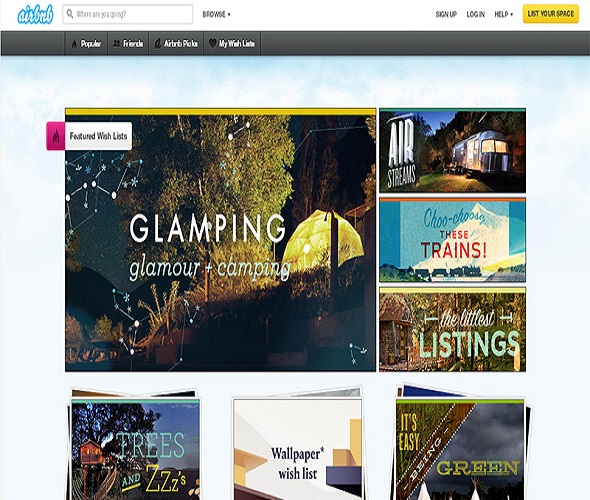 airbnb
Where are you going?
BROWSE
SIGN UP
LOG IN
HELP
LIST YOUR SPACE
Popular
Friends
Airbnb Picks
My Wish Lists
Featured Wish Lists
GLAMPING
glamour + camping
AIR
STREAMS
Choo-choose
THESE
TRAINS!
the littlest
LISTINGS
TREES
AND ZZz's
Wallpaper*
wish list
IT'S
EASY
BEING
GREEN